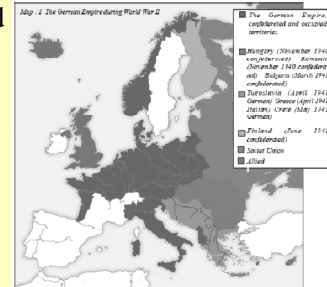 Map : 1 The German Empire during World War II
The German Empire,
confederated and occupied
territories.
Hungary (November 1940
confederated) Romania
(November 1940 confederat
ed) Bulgaria (March 1941
confederated)
Yugoslavia (April 1941
German) Greece (April 1941
Italian) Crete (May 1941
German)
Finland (June 1941
confederated)
Soviet Union
Allied